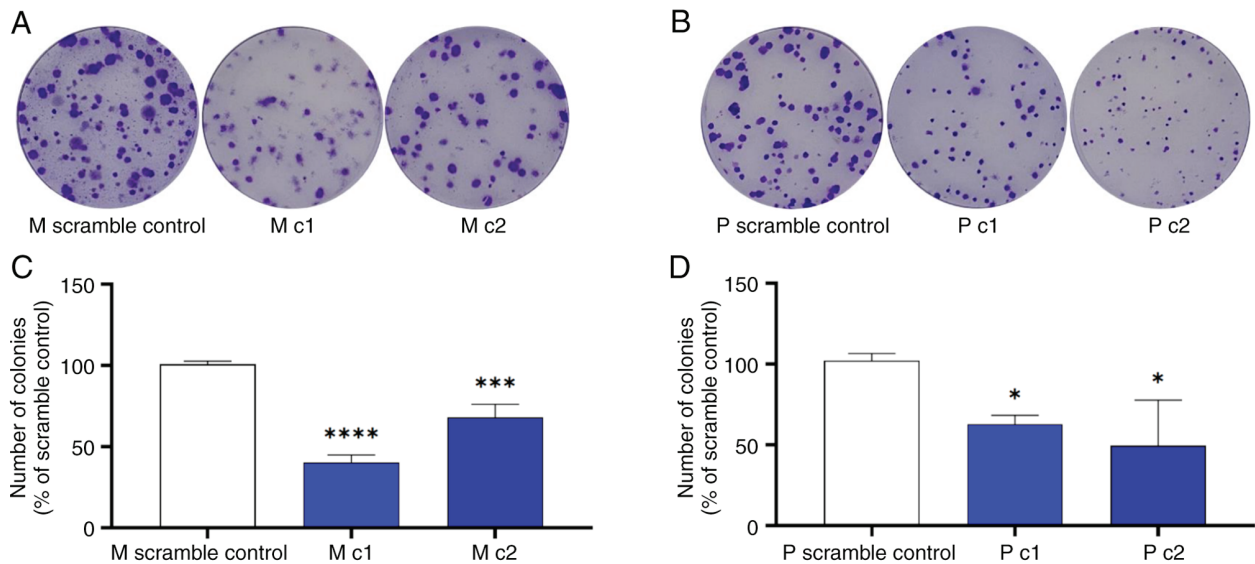 A
B
M scramble control
M c1
M c2
P scramble control
P c1
P c2
C
Number of colonies
(% of scramble control)
150
100
50
0
****
***
M scramble control
M c1
M c2
D
Number of colonies
(% of scramble control)
150
100
50
0
*
*
P scramble control
P c1
P c2